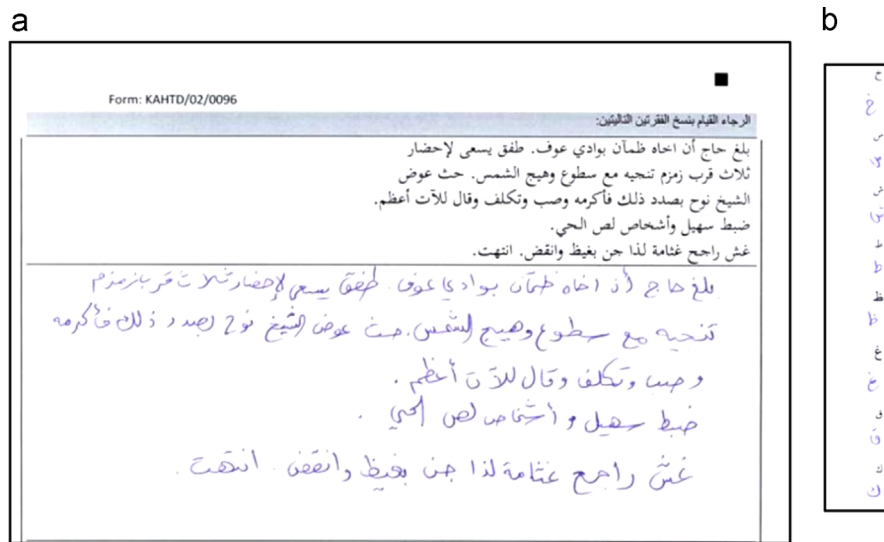 a
b
Form: KAHTD/02/0096
الرجاء القيام بنسخ الفقرتين التاليتين:
بلغ حاج أن اخاه ظمآن بوادي عوف. طفق يسعى لإحضار
ثلاث قرب زمزم تنجيه مع سطوع وهيج الشمس. حث عوض
الشيخ نوح بصدد ذلك فأكرمه وصب وتكلف وقال للآت أعظم.
ضبط سهيل وأشخاص لص الحي.
غش راجح غثامة لذا جن بغيظ وانقض. انتهت.
بلغ حاج أن اخاه ظمآن بوادي عوف. طفق يسعى لإحضار ثلاث قرب زمزم
تنجيه مع سطوع وهيج الشمس. حث عوض الشيخ نوح بصدد ذلك فأكرمه
وصب وتكلف وقال للآت أعظم.
ضبط سهيل وأشخاص لص الحي.
غش راجح غثامة لذا جن بغيظ وانقض. انتهت.
ط
ط
ظ
ظ
غ
غ